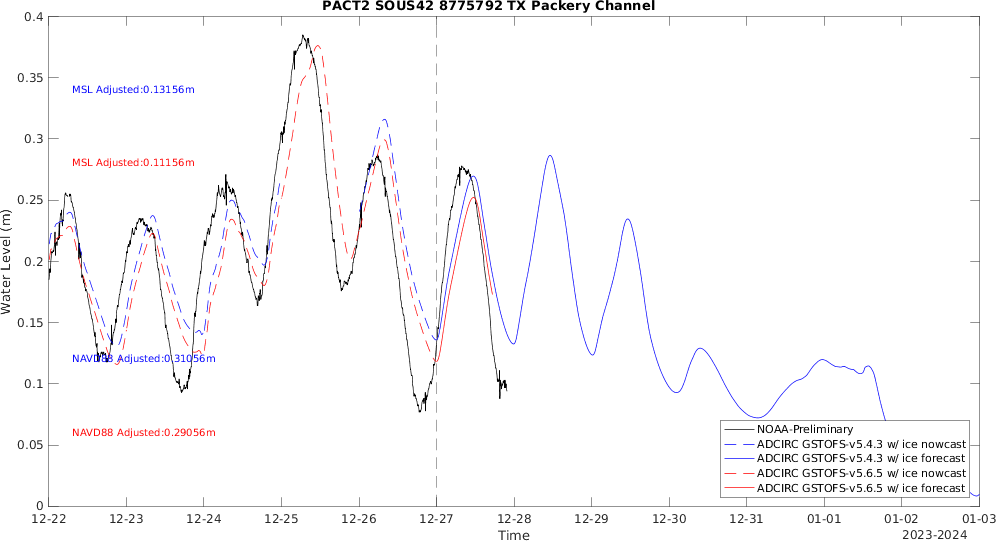 PACT2 SOUS42 8775792 TX Packery Channel
0.4
0.35
0.3
0.25
0.2
0.15
0.1
0.05
0
Water Level (m)
MSL Adjusted:0.13156m
MSL Adjusted:0.11156m
NAVD88 Adjusted:0.31056m
NAVD88 Adjusted:0.29056m
NOAA-Preliminary
ADCIRC GSTOFS-v5.4.3 w/ ice nowcast
ADCIRC GSTOFS-v5.4.3 w/ ice forecast
ADCIRC GSTOFS-v5.6.5 w/ ice nowcast
ADCIRC GSTOFS-v5.6.5 w/ ice forecast
12-22 12-23 12-24 12-25 12-26 12-27 12-28 12-29 12-30 12-31 01-01 01-02 01-03
Time
2023-2024